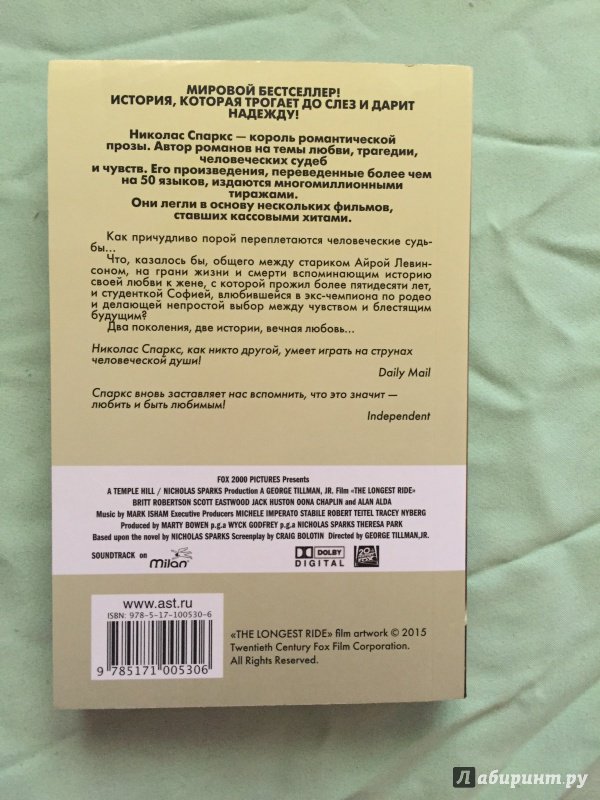 МИРОВОЙ БЕСТСЕЛЛЕР!
ИСТОРИЯ, КОТОРАЯ ТРОГАЕТ ДО СЛЕЗ И ДАРИТ
НАДЕЖДУ!
Николас Спаркс — король романтической
прозы. Автор романов на темы любви, трагедии,
человеческих судеб
и чувств. Его произведения, переведенные более чем
на 50 языков, издаются многомиллионными
тиражами.
Они легли в основу нескольких фильмов,
ставших кассовыми хитами.
Как причудливо порой переплетаются человеческие судь-
бы...
Что, казалось бы, общего между стариком Айрой Левин-
соном, на грани жизни и смерти вспоминающим историю
своей любви к жене, с которой прожил более пятидесяти лет,
и студенткой Софией, влюбившейся в экс-чемпиона по родео
и делающей непростой выбор между чувством и блестящим
будущим?
Два поколения, две истории, вечная любовь...
Николас Спаркс, как никто другой, умеет играть на струнах
человеческой души!
Daily Mail
Спаркс вновь заставляет нас вспомнить, что это значит —
любить и быть любимым!
Independent
FOX 2000 PICTURES Presents
A TEMPLE HILL / NICHOLAS SPARKS Production A GEORGE TILLMAN, JR. Film «THE LONGEST RIDE»
BRITT ROBERTSON SCOTT EASTWOOD JACK HUSTON OONA CHAPLIN and ALAN ALDA
Music by MARK ISHAM Executive Producers MICHELE IMPERATO STABILE ROBERT TEITEL TRACEY NYBERG
Produced by MARTY BOWEN p.g.a WYCK GODFREY p.g.a NICHOLAS SPARKS THERESA PARK
Based upon the novel by NICHOLAS SPARKS Screenplay by CRAIG BOLOTIN Directed by GEORGE TILLMAN,JR.
SOUNDTRACK on milan
DOLBY
DIGITAL
www.ast.ru
ISBN: 978-5-17-100530-6
9 785171 005306
«THE LONGEST RIDE» film artwork © 2015
Twentieth Century Fox Film Corporation.
All Rights Reserved.
Лабиринт.ру